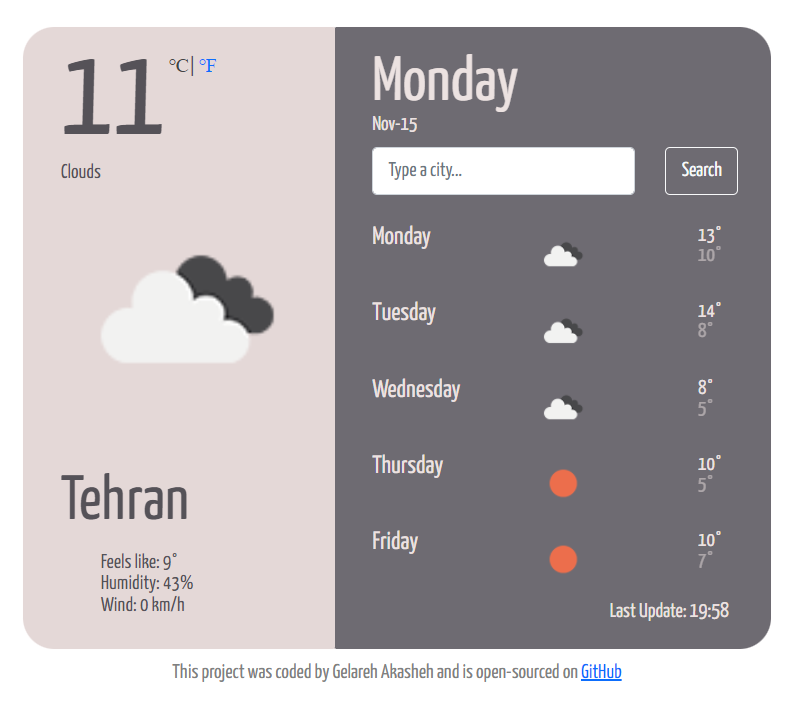 11 °C| °F
Clouds
Tehran
Feels like: 9°
Humidity: 43%
Wind: 0 km/h
Monday
Nov-15
Type a city... Search
Monday 13°
10°
Tuesday 14°
8°
Wednesday 8°
5°
Thursday 10°
5°
Friday 10°
7°
Last Update: 19:58
This project was coded by Gelareh Akasheh and is open-sourced on GitHub